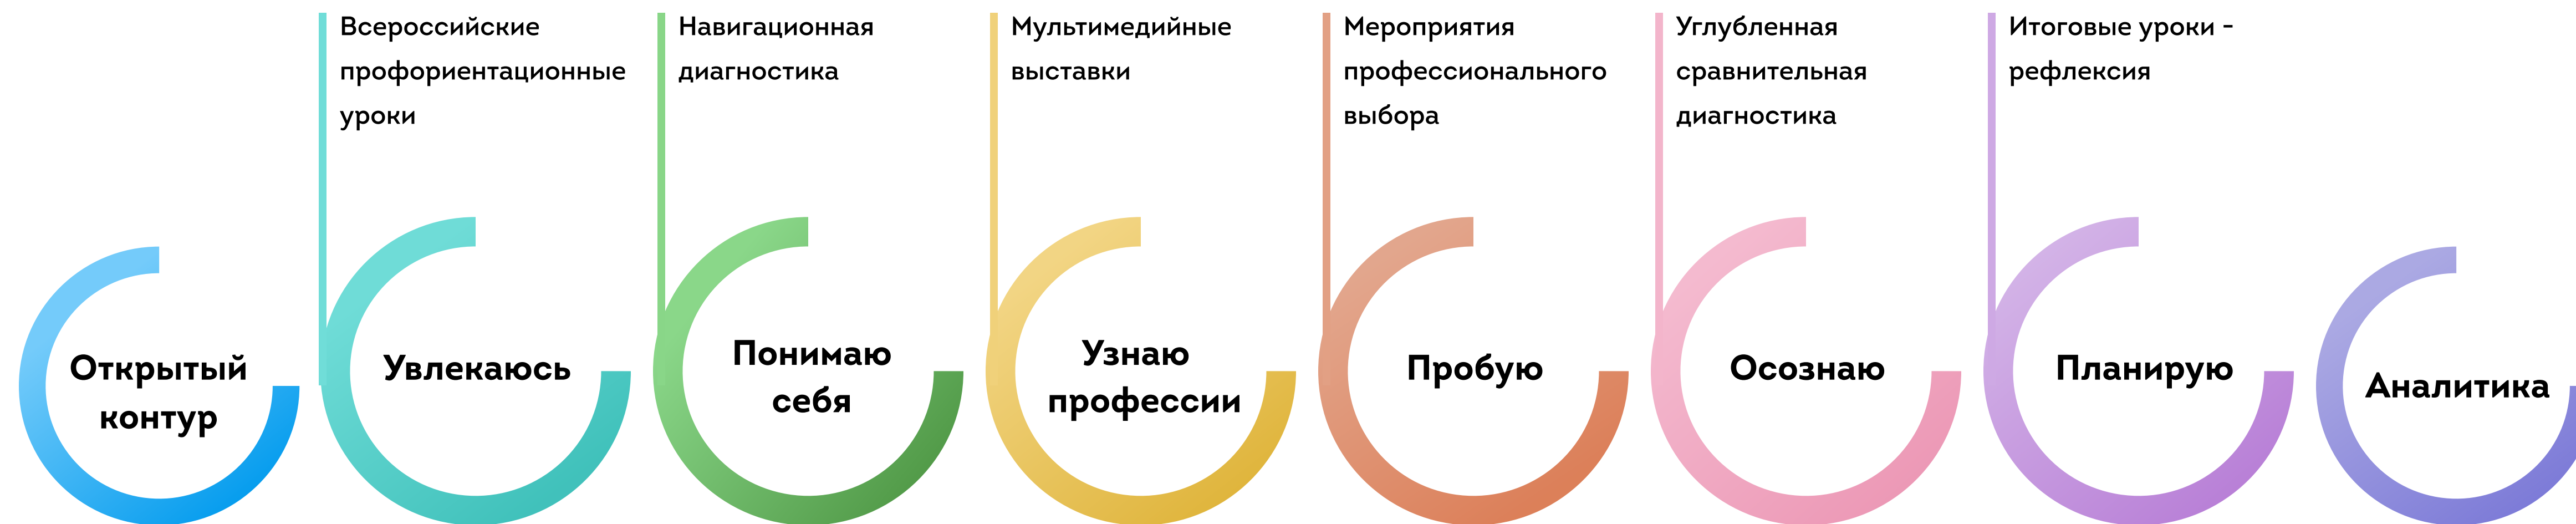 Всероссийские
профориентационные
уроки
Навигационная
диагностика
Мультимедийные
выставки
Мероприятия
профессионального
выбора
Углубленная
сравнительная
диагностика
Итоговые уроки -
рефлексия
Открытый
контур
Увлекаюсь
Понимаю
себя
Узнаю
профессии
Пробую
Осознаю
Планирую
Аналитика